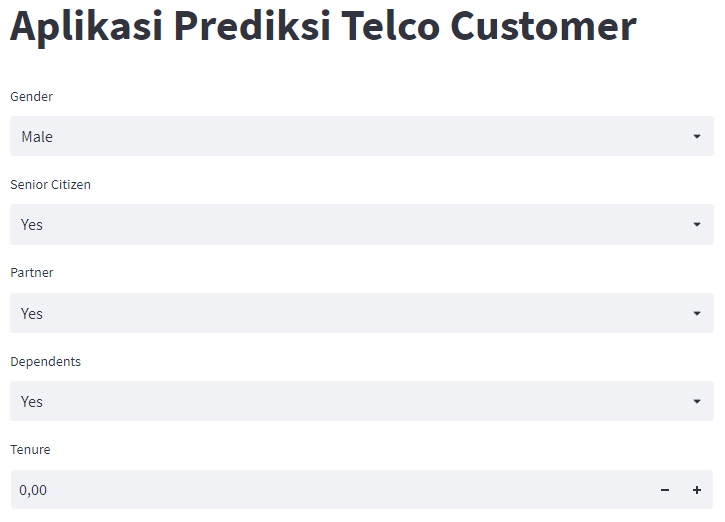 Aplikasi Prediksi Telco Customer
Gender
Male
Senior Citizen
Yes
Partner
Yes
Dependents
Yes
Tenure
0,00